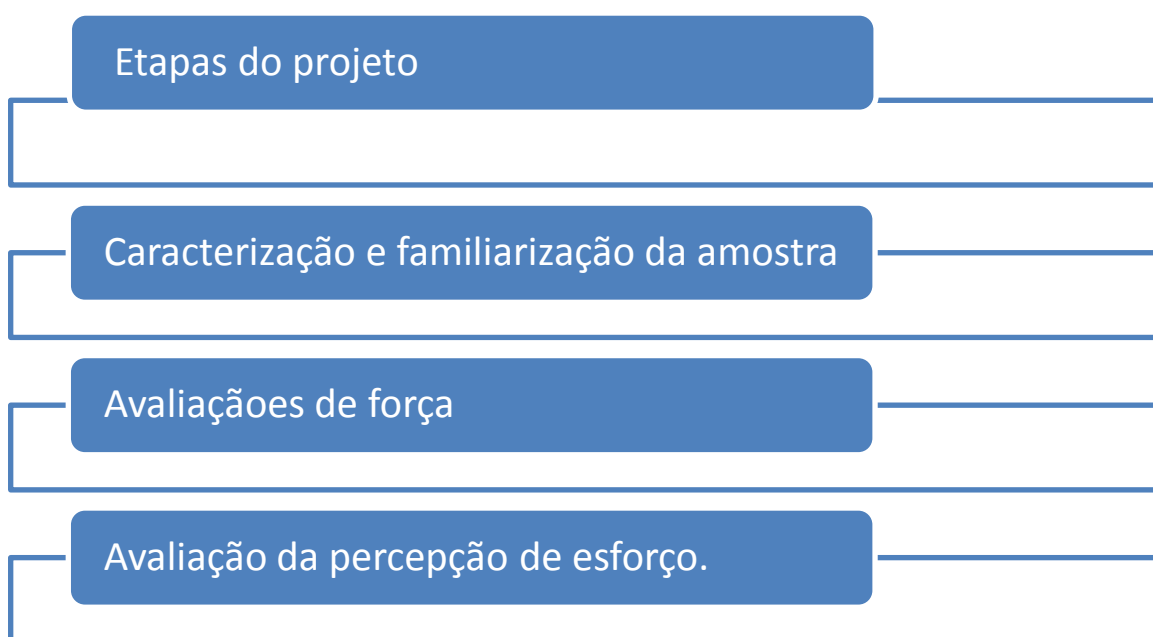 Etapas do projeto
Caracterização e familiarização da amostra
Avaliaçãoes de força
Avaliação da percepção de esforço.